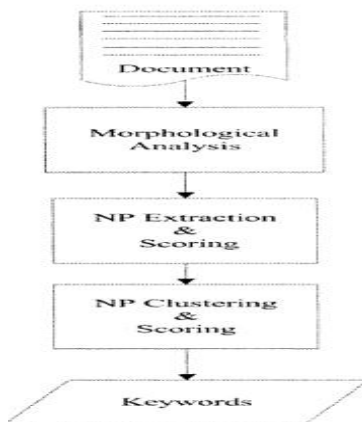 Document
Morphological
Analysis
NP Extraction
&
Scoring
NP Clustering
&
Scoring
Keywords